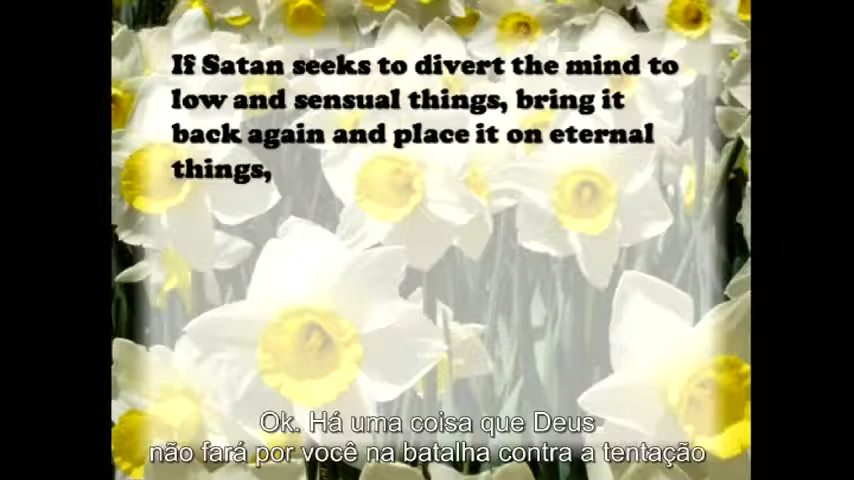 If Satan seeks to divert the mind to
low and sensual things, bring it
back again and place it on eternal
things,
Ok. Há uma coisa que Deus
não fará por você na batalha contra a tentação